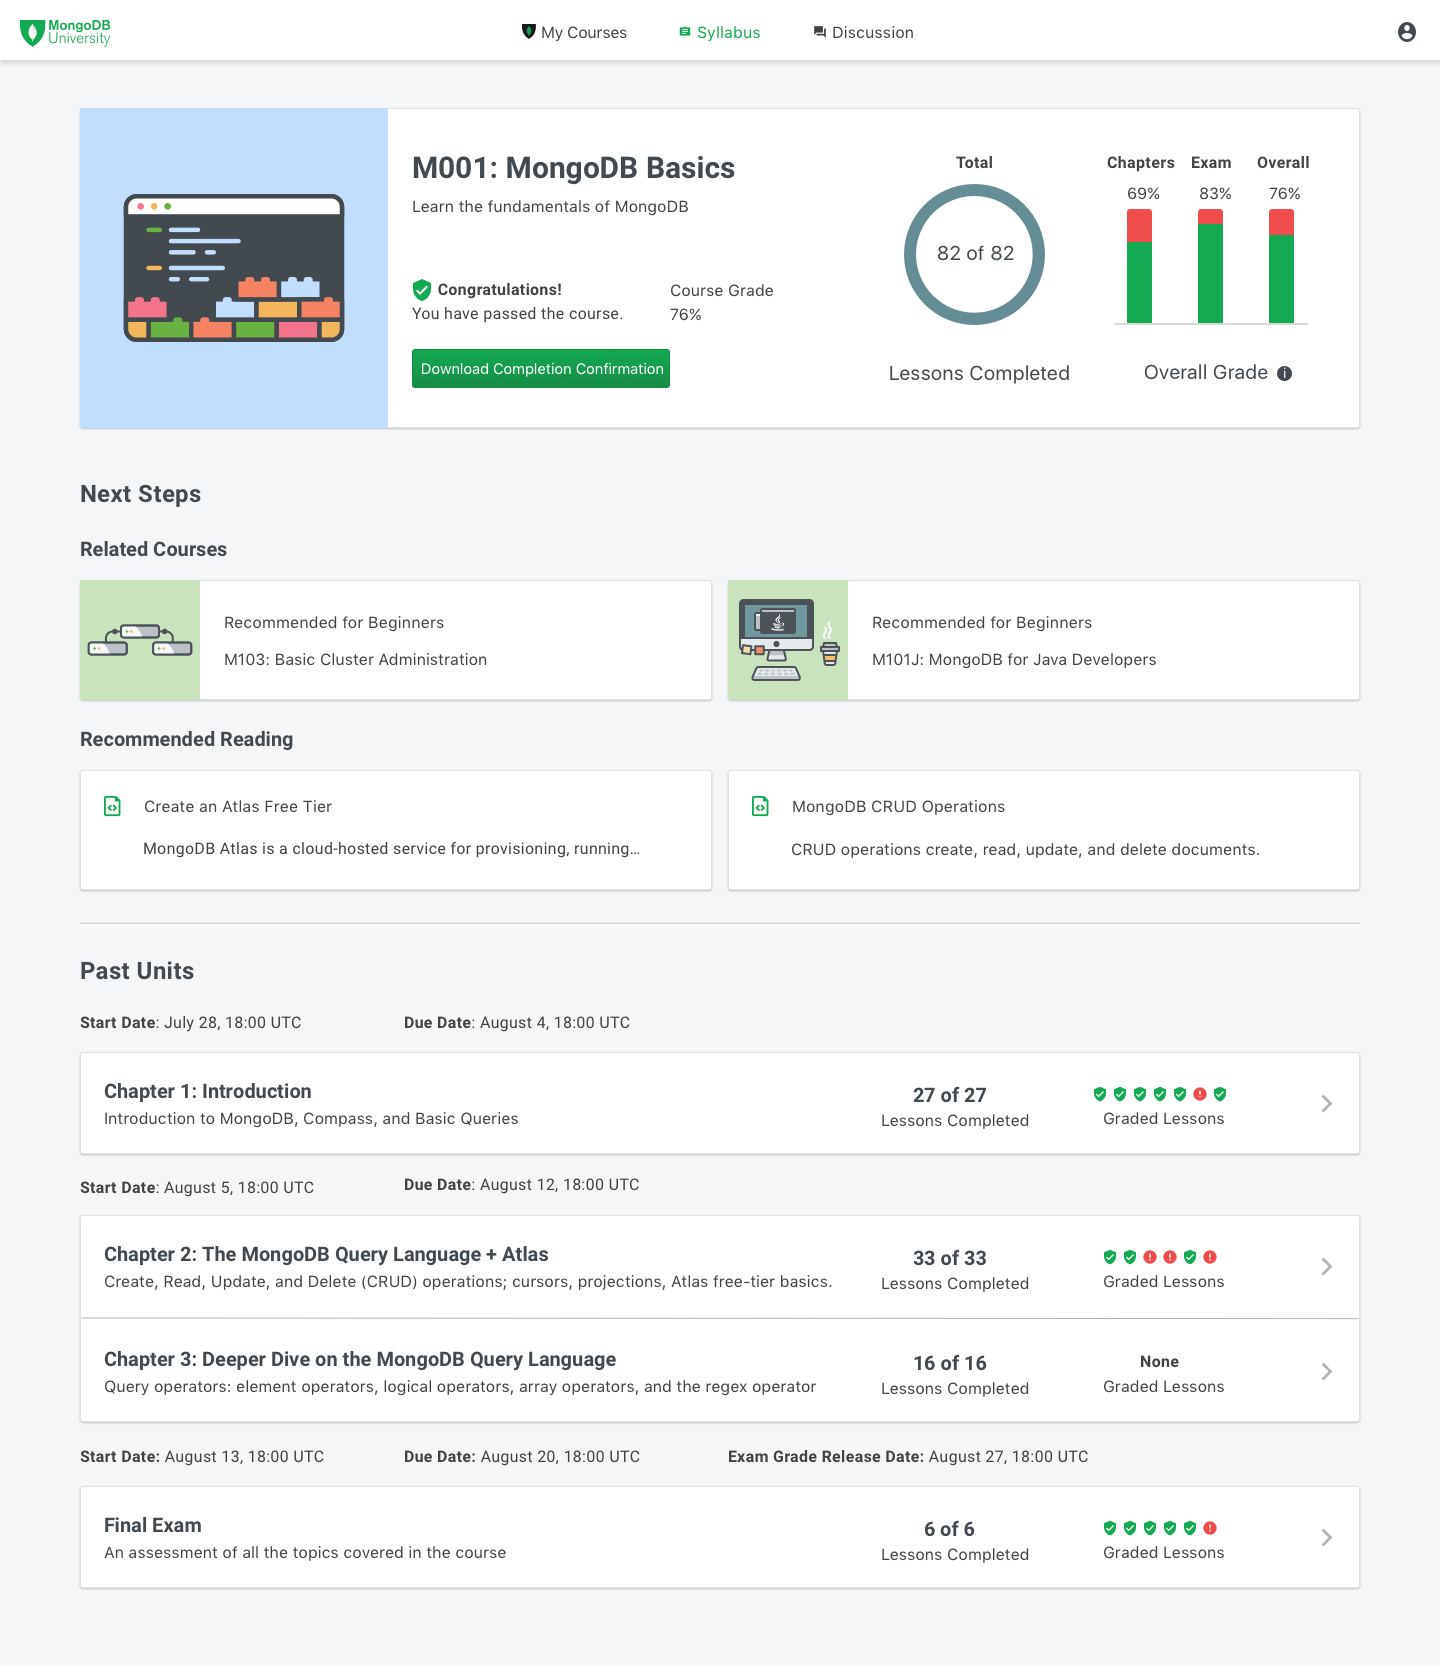 MongoDB
University
My Courses
Syllabus
Discussion
M001: MongoDB Basics
Learn the fundamentals of MongoDB
Congratulations!
You have passed the course.
Course Grade
76%
Download Completion Confirmation
Total
82 of 82
Lessons Completed
Chapters Exam Overall
69% 83% 76%
Overall Grade
Next Steps
Related Courses
Recommended for Beginners
M103: Basic Cluster Administration
Recommended for Beginners
M101J: MongoDB for Java Developers
Recommended Reading
Create an Atlas Free Tier
MongoDB Atlas is a cloud-hosted service for provisioning, running...
MongoDB CRUD Operations
CRUD operations create, read, update, and delete documents.
Past Units
Start Date: July 28, 18:00 UTC
Due Date: August 4, 18:00 UTC
Chapter 1: Introduction
Introduction to MongoDB, Compass, and Basic Queries
27 of 27
Lessons Completed
Graded Lessons
Start Date: August 5, 18:00 UTC
Due Date: August 12, 18:00 UTC
Chapter 2: The MongoDB Query Language + Atlas
Create, Read, Update, and Delete (CRUD) operations; cursors, projections, Atlas free-tier basics.
33 of 33
Lessons Completed
Graded Lessons
Chapter 3: Deeper Dive on the MongoDB Query Language
Query operators: element operators, logical operators, array operators, and the regex operator
16 of 16
Lessons Completed
None
Graded Lessons
Start Date: August 13, 18:00 UTC
Due Date: August 20, 18:00 UTC
Exam Grade Release Date: August 27, 18:00 UTC
Final Exam
An assessment of all the topics covered in the course
6 of 6
Lessons Completed
Graded Lessons